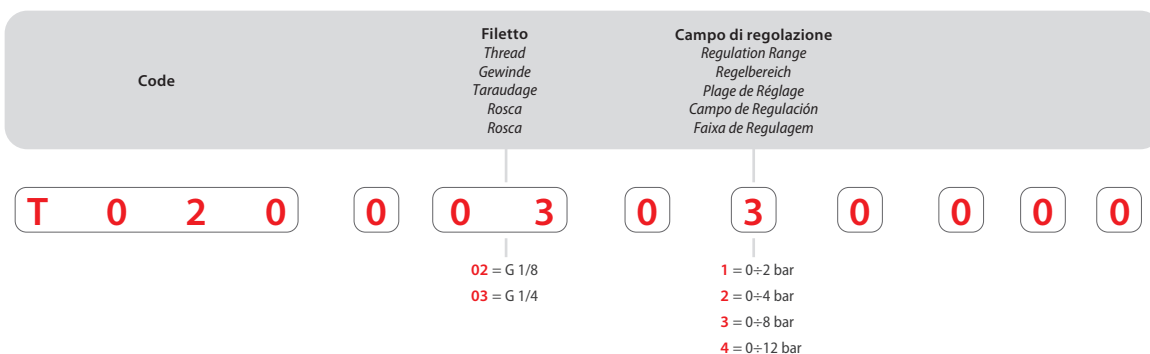 Code
Filetto
Thread
Gewinde
Taraudage
Rosca
Rosca
Campo di regolazione
Regulation Range
Regelbereich
Plage de Réglage
Campo de Regulación
Faixa de Regulagem
T 0 2 0 0 0 3 0 3 0 0 0 0
02 = G 1/8
03 = G 1/4
1 = 0÷2 bar
2 = 0÷4 bar
3 = 0÷8 bar
4 = 0÷12 bar